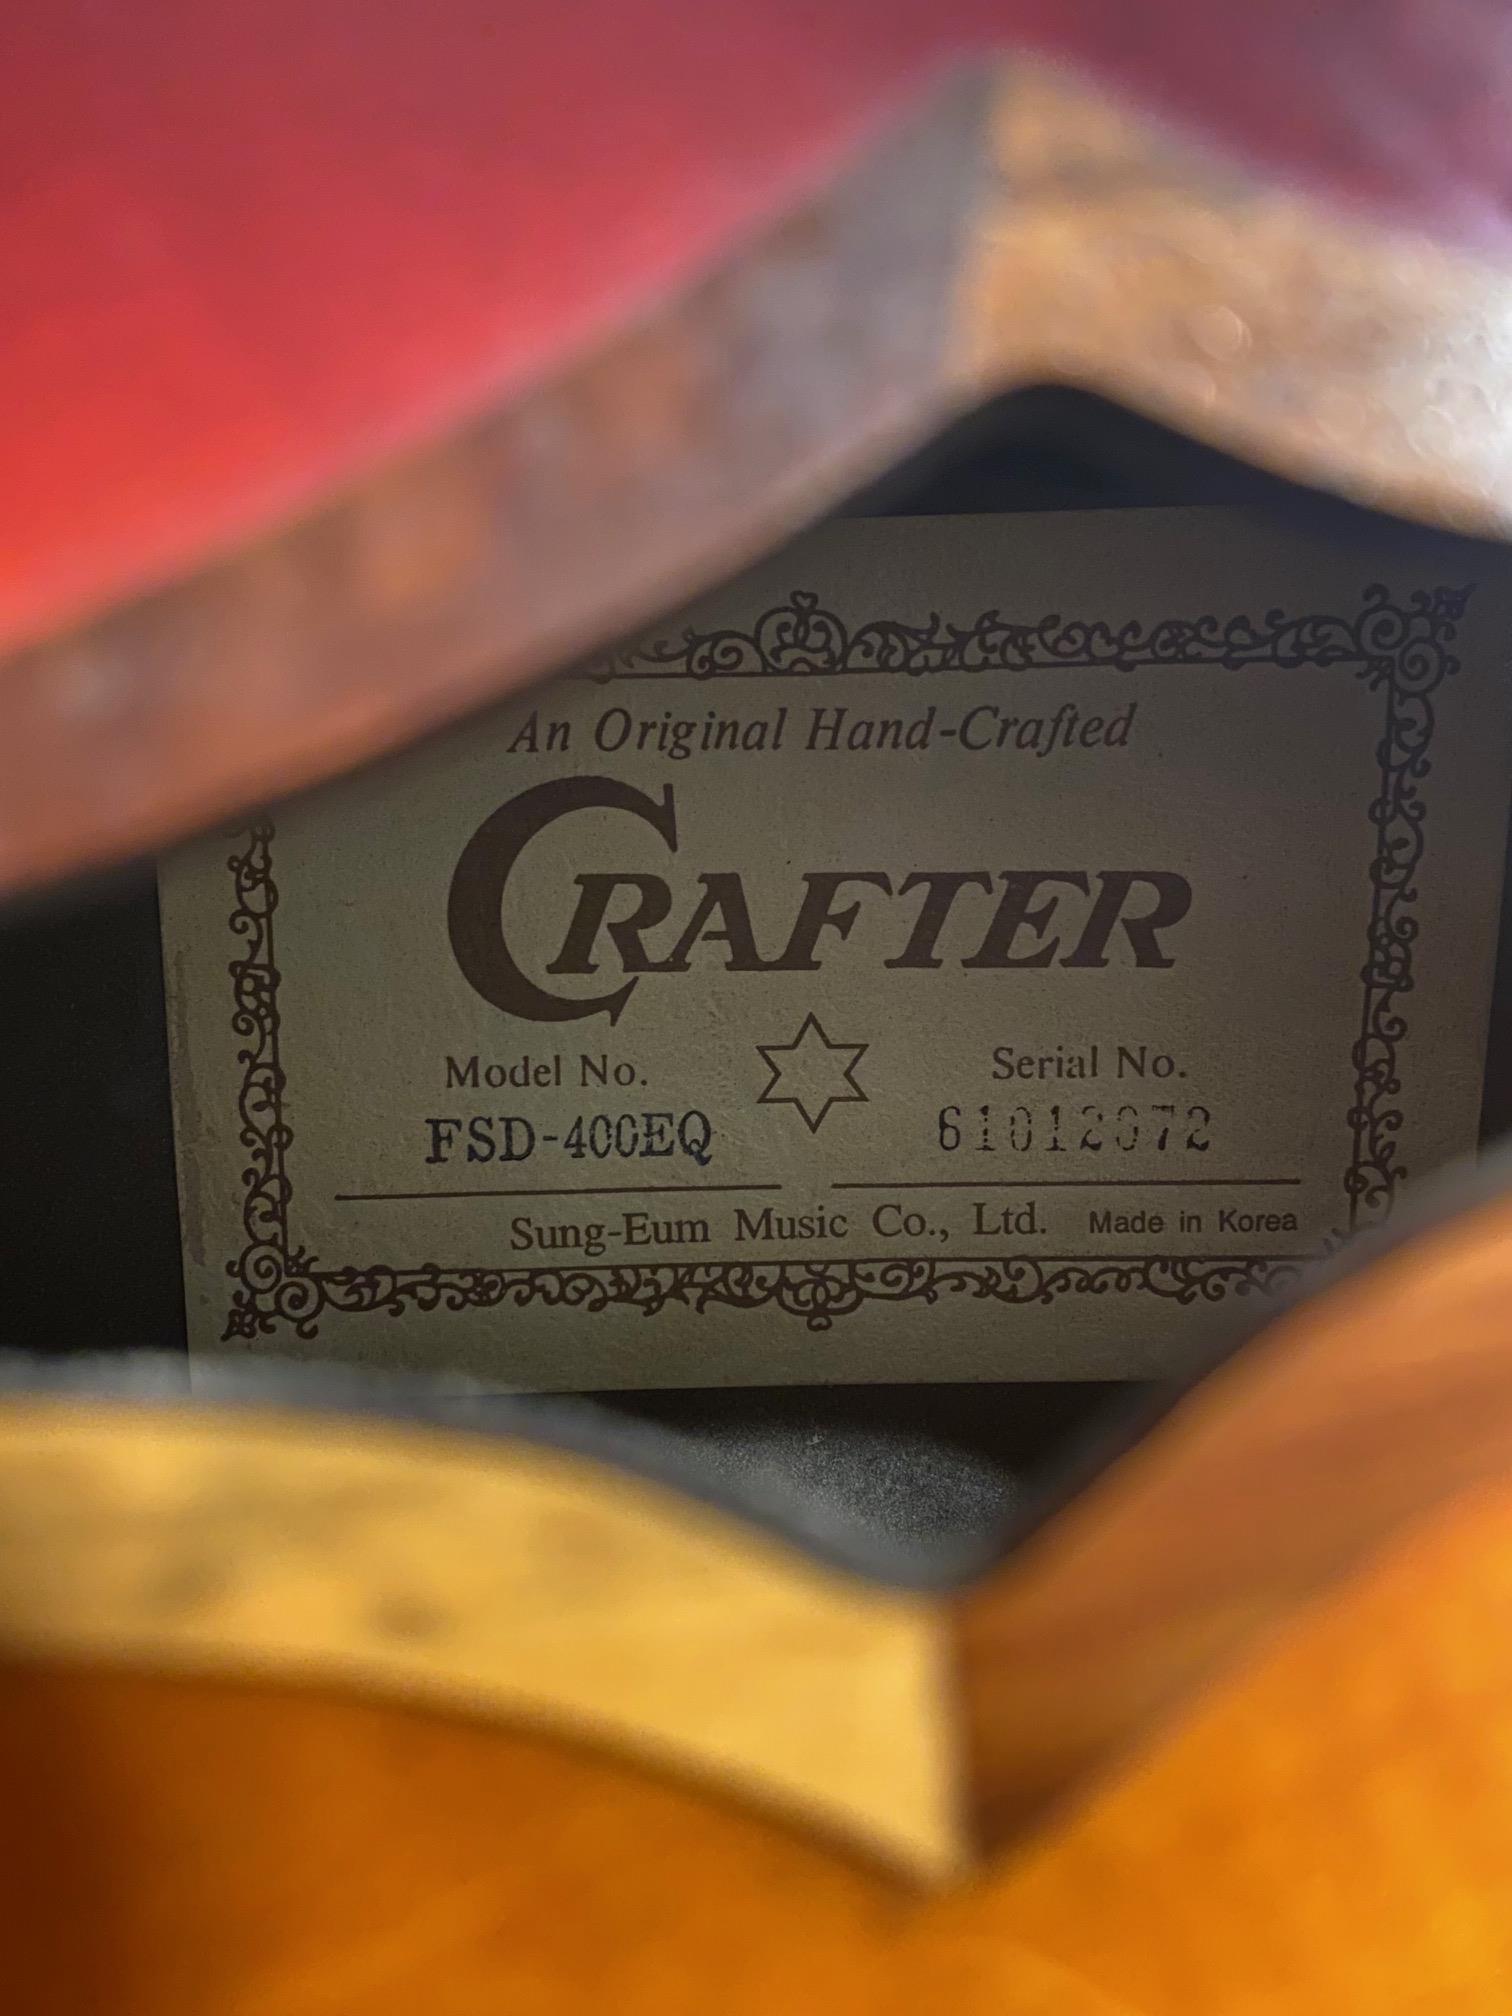 An Original Hand-Crafted
CRAFTER
Model No. Serial No.
FSD-400EQ 61012072
Sung-Eum Music Co., Ltd. Made in Korea